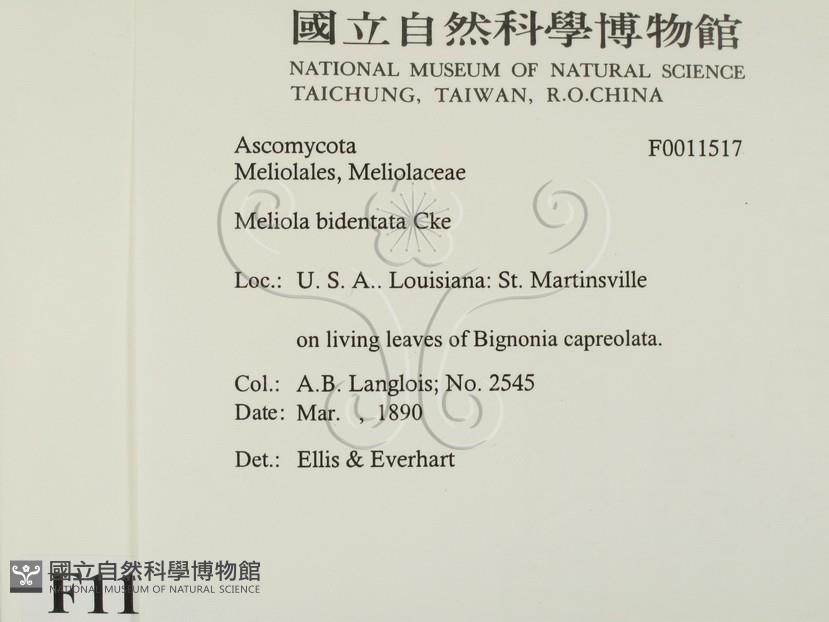 國立自然科學博物館
NATIONAL MUSEUM OF NATURAL SCIENCE
TAICHUNG, TAIWAN, R.O.CHINA
Ascomycota F0011517
Meliolales, Meliolaceae
Meliola bidentata Cke
Loc.: U. S. A.. Louisiana: St. Martinsville
on living leaves of Bignonia capreolata.
Col.: A.B. Langlois; No. 2545
Date: Mar. , 1890
Det.: Ellis & Everhart
國立自然科學博物館
NATIONAL MUSEUM OF NATURAL SCIENCE
F11